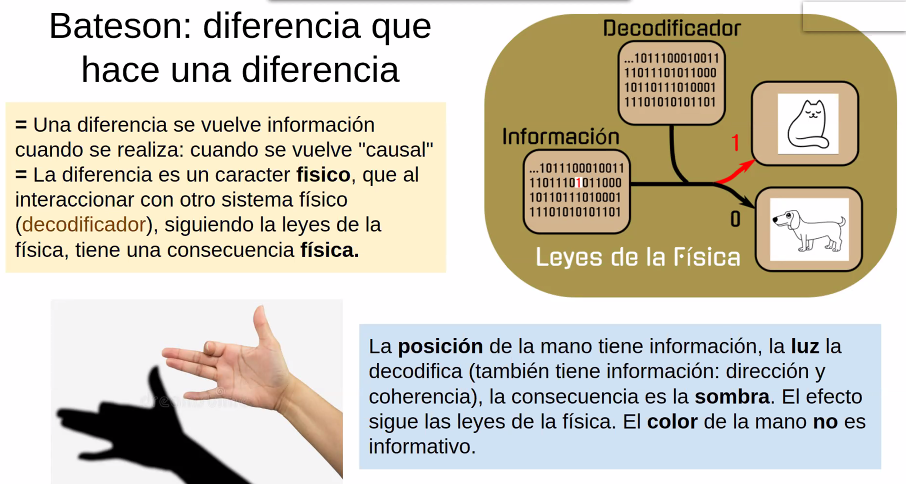 Bateson: diferencia que
hace una diferencia
= Una diferencia se vuelve información
cuando se realiza: cuando se vuelve "causal"
= La diferencia es un caracter fisico, que al
interaccionar con otro sistema físico
(decodificador), siguiendo la leyes de la
física, tiene una consecuencia física.
Decodificador
...1011100010011
11011101011000
10110111010001
11101010101101
Información
...1011100010011
11011101011000
10110111010001
11101010101101
1
0
Leyes de la Física
La posición de la mano tiene información, la luz la
decodifica (también tiene información: dirección y
coherencia), la consecuencia es la sombra. El efecto
sigue las leyes de la física. El color de la mano no es
informativo.